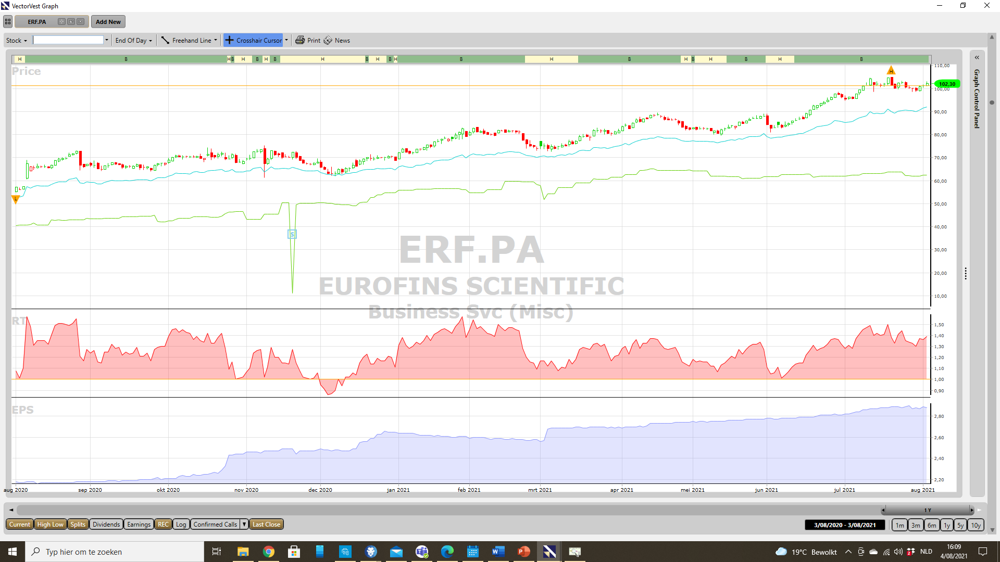 VectorVest Graph
ERF.PA
Add New
Stock
End Of Day
Freehand Line
Crosshair Cursor
Print
News
H B H B H B H B H B H B H B H B H B H B H B
Price
H
110,00
102,30
100,00
90,00
80,00
70,00
60,00
50,00
40,00
30,00
20,00
10,00
L
S
ERF.PA
EUROFINS SCIENTIFIC
Business Svc (Misc)
Graph Control Panel
RT
1,50
1,40
1,30
1,20
1,10
1,00
0,90
EPS
2,80
2,60
2,40
2,20
aug 2020 sep 2020 okt 2020 nov 2020 dec 2020 jan 2021 feb 2021 mrt 2021 apr 2021 mei 2021 jun 2021 jul 2021 aug 2021
1 Y
Current High Low Splits Dividends Earnings REC Log Confirmed Calls Last Close
3/08/2020 - 3/08/2021
1m 3m 6m 1y 5y 10y
Typ hier om te zoeken
19°C Bewolkt
NLD
16:09
4/08/2021